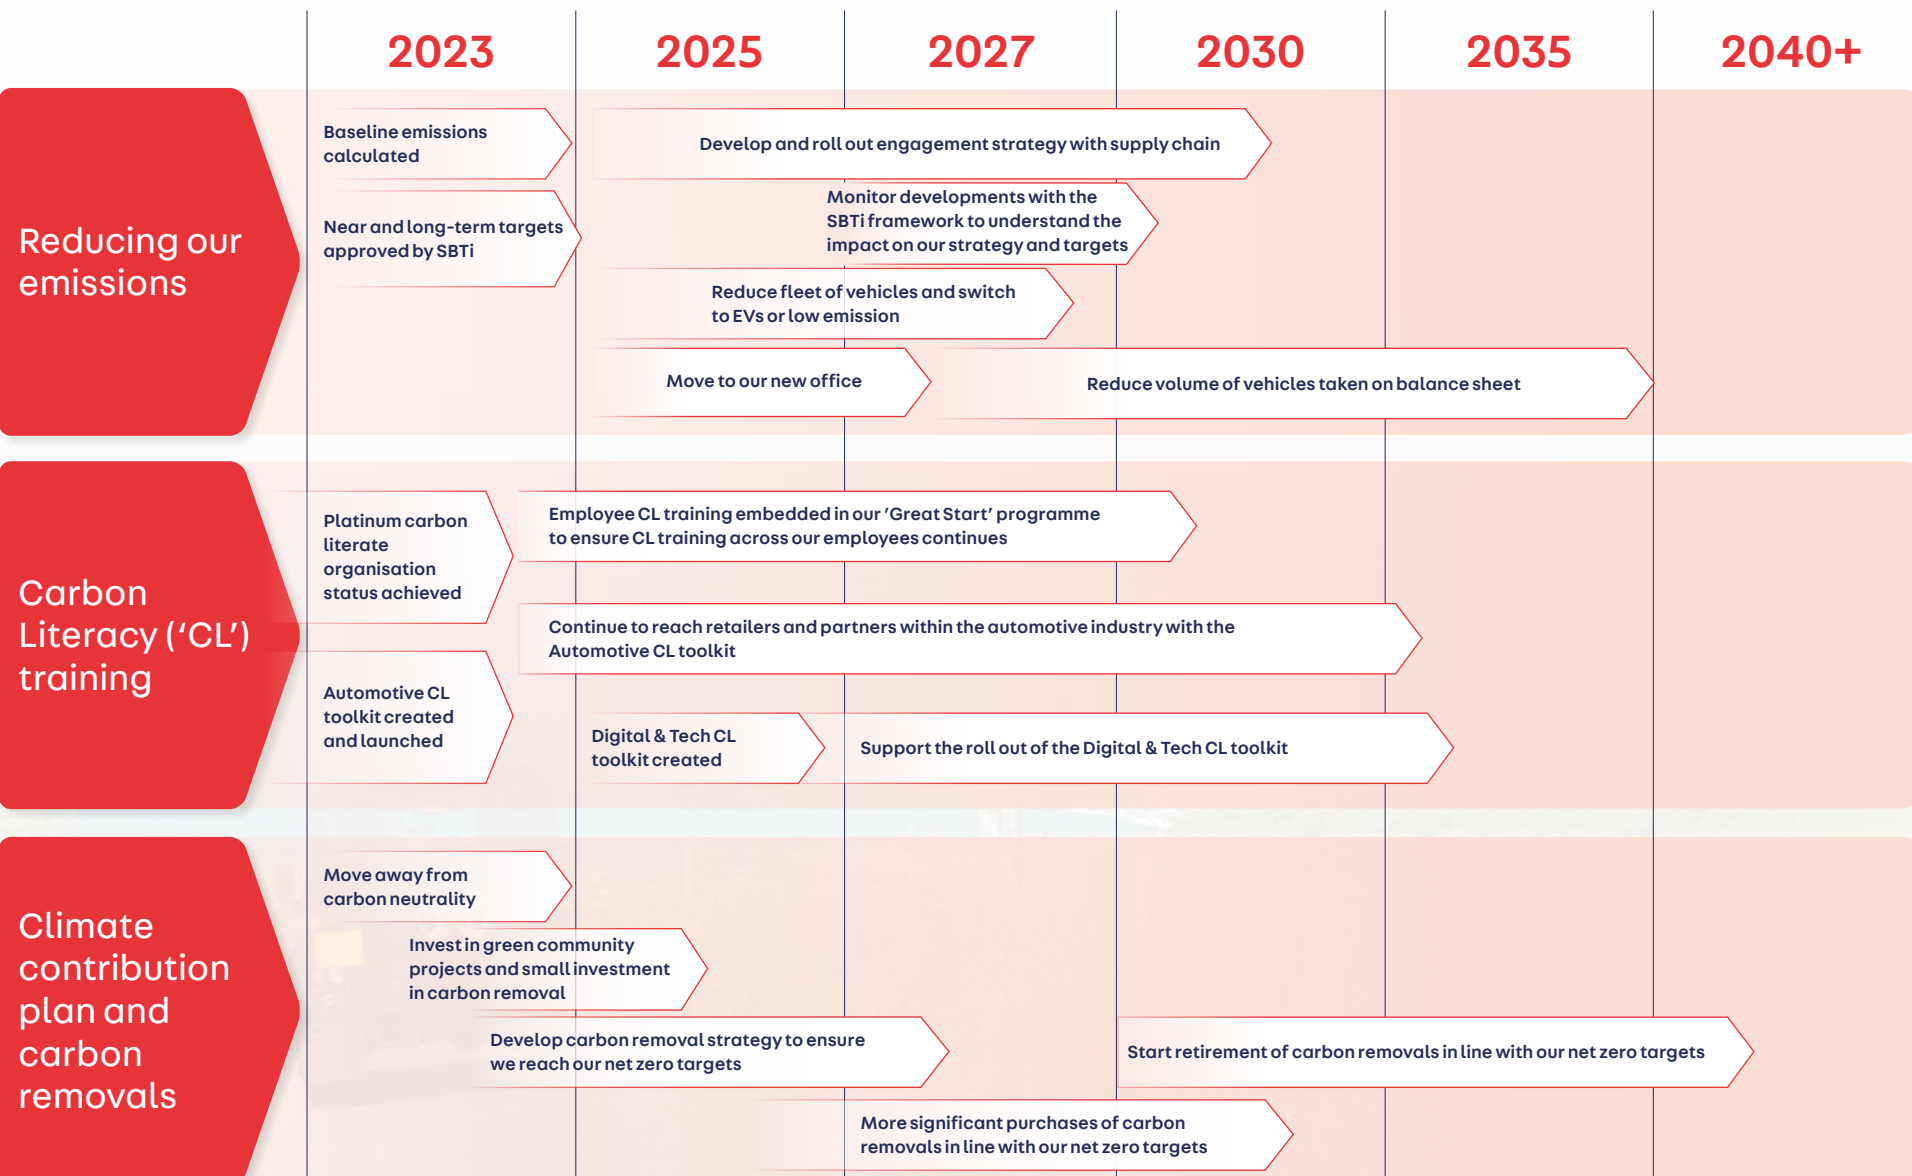 2023
2025
2027
2030
2035
2040+
Reducing our
emissions
Baseline emissions
calculated
Develop and roll out engagement strategy with supply chain
Near and long-term targets
approved by SBTi
Monitor developments with the
SBTi framework to understand the
impact on our strategy and targets
Reduce fleet of vehicles and switch
to EVs or low emission
Move to our new office
Reduce volume of vehicles taken on balance sheet
Carbon
Literacy (‘CL’)
training
Platinum carbon
literate
organisation
status achieved
Employee CL training embedded in our ’Great Start’ programme
to ensure CL training across our employees continues
Continue to reach retailers and partners within the automotive industry with the
Automotive CL toolkit
Automotive CL
toolkit created
and launched
Digital & Tech CL
toolkit created
Support the roll out of the Digital & Tech CL toolkit
Climate
contribution
plan and
carbon
removals
Move away from
carbon neutrality
Invest in green community
projects and small investment
in carbon removal
Develop carbon removal strategy to ensure
we reach our net zero targets
Start retirement of carbon removals in line with our net zero targets
More significant purchases of carbon
removals in line with our net zero targets